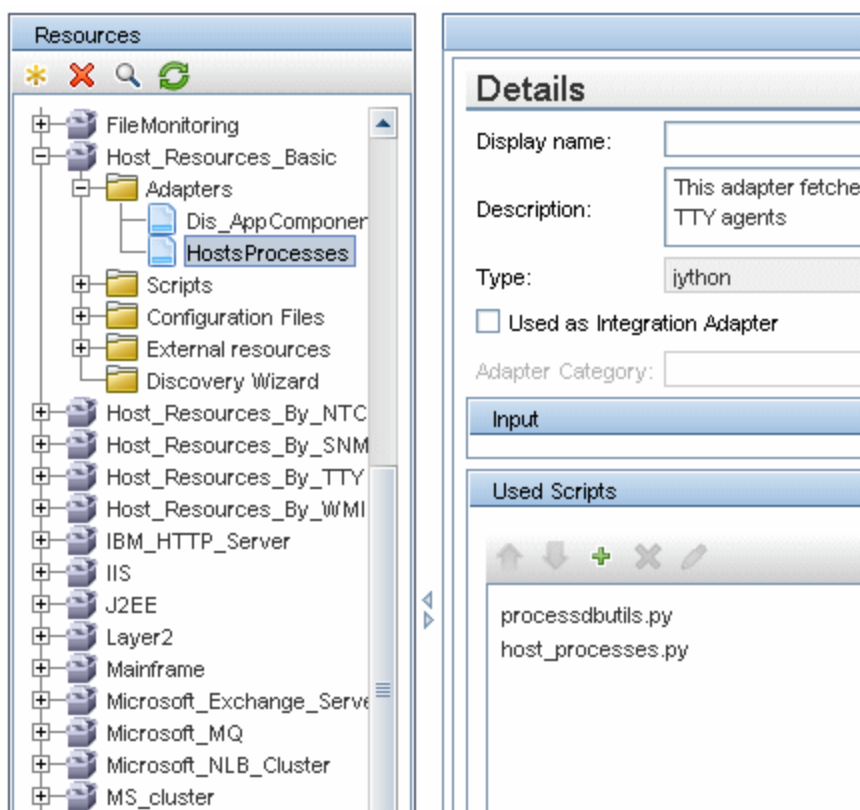 Resources
FileMonitoring
Host_Resources_Basic
Adapters
Dis_AppComponen
HostsProcesses
Scripts
Configuration Files
External resources
Discovery Wizard
Host_Resources_By_NTC
Host_Resources_By_SNM
Host_Resources_By_TTY
Host_Resources_By_WMI
IBM_HTTP_Server
IIS
J2EE
Layer2
Mainframe
Microsoft_Exchange_Serve
Microsoft_MQ
Microsoft_NLB_Cluster
MS_cluster
Details
Display name:
Description:
This adapter fetche
TTY agents
Type:
jython
Used as Integration Adapter
Adapter Category:
Input
Used Scripts
processdbutils.py
host_processes.py